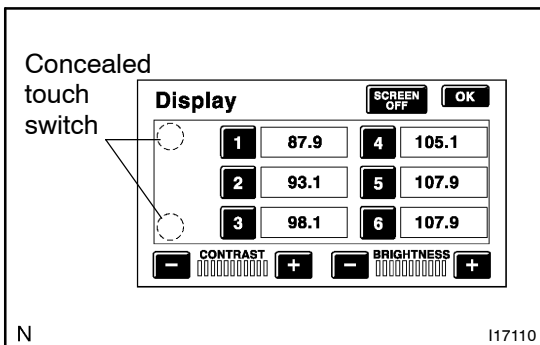 Concealed
touch
switch
Display
SCREEN
OFF
OK
1 87.9 4 105.1
2 93.1 5 107.9
3 98.1 6 107.9
CONTRAST BRIGHTNESS
- + - +
N I17110